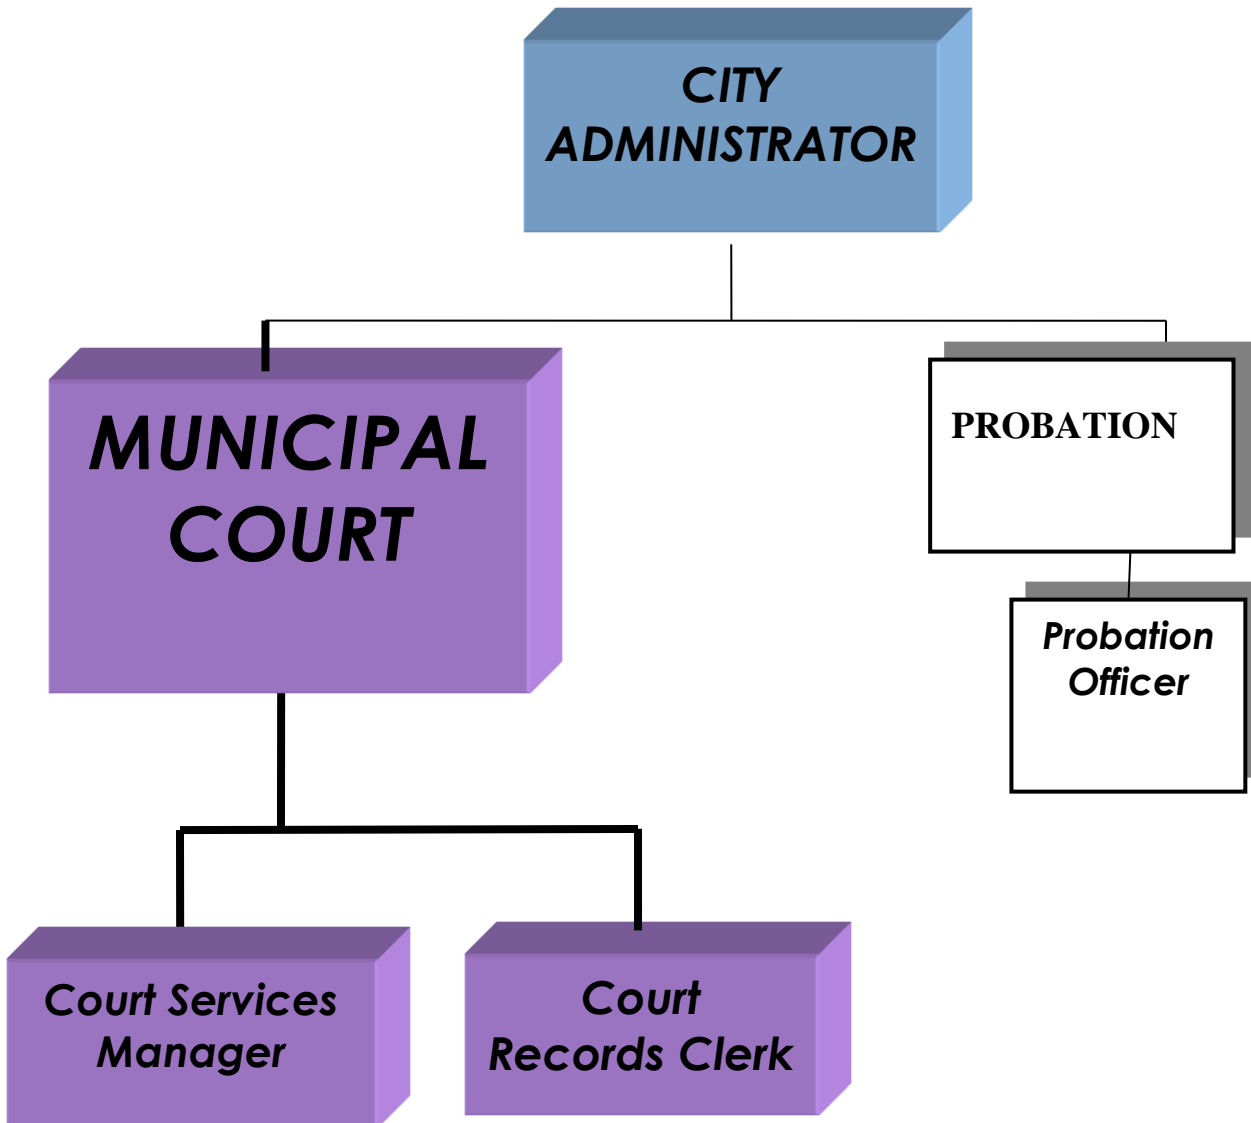 CITY
ADMINISTRATOR
MUNICIPAL
COURT
PROBATION
Probation
Officer
Court Services
Manager
Court
Records Clerk